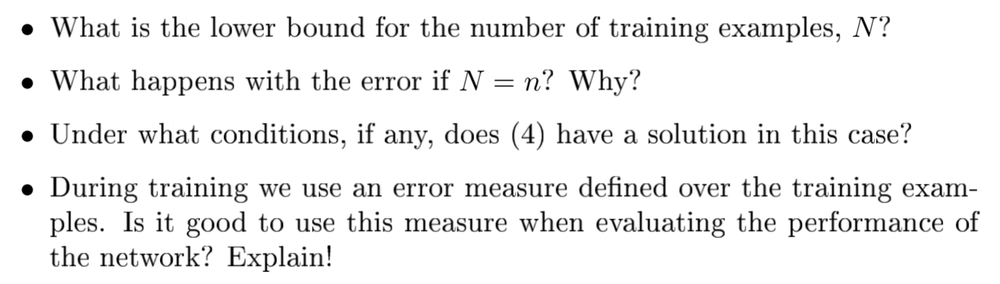 • What is the lower bound for the number of training examples, N?
• What happens with the error if N = n? Why?
• Under what conditions, if any, does (4) have a solution in this case?
• During training we use an error measure defined over the training exam-
ples. Is it good to use this measure when evaluating the performance of
the network? Explain!